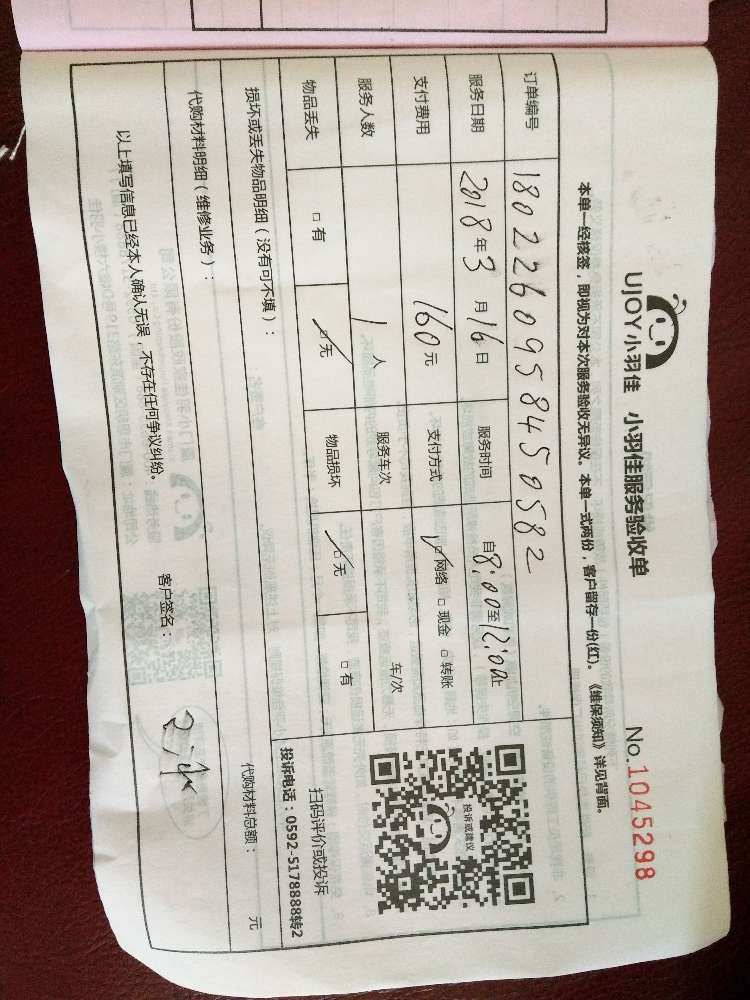 UJOY小羽佳 小羽佳服务验收单 No.1045298
本单一经核签，即视为对本次服务验收无异议。本单一式两份，客户留存一份(红)。《维保须知》详见背面。
订单编号 1802260958450582
服务日期 2018年3月16日 服务时间 自8:00至12:00止
支付费用 160元 支付方式 ☑网络 □现金 □转账
服务人数 1人 服务车次 车/次
物品丢失 □有 ☑无 物品损坏 ☑无 □有
投诉或建议
扫码评价或投诉
投诉电话：0592-5178888转2
损坏或丢失物品明细（没有可不填）：
代购材料明细（维修业务）： 代购材料总额： 元
以上填写信息已经本人确认无误，不存在任何争议纠纷。 客户签名：